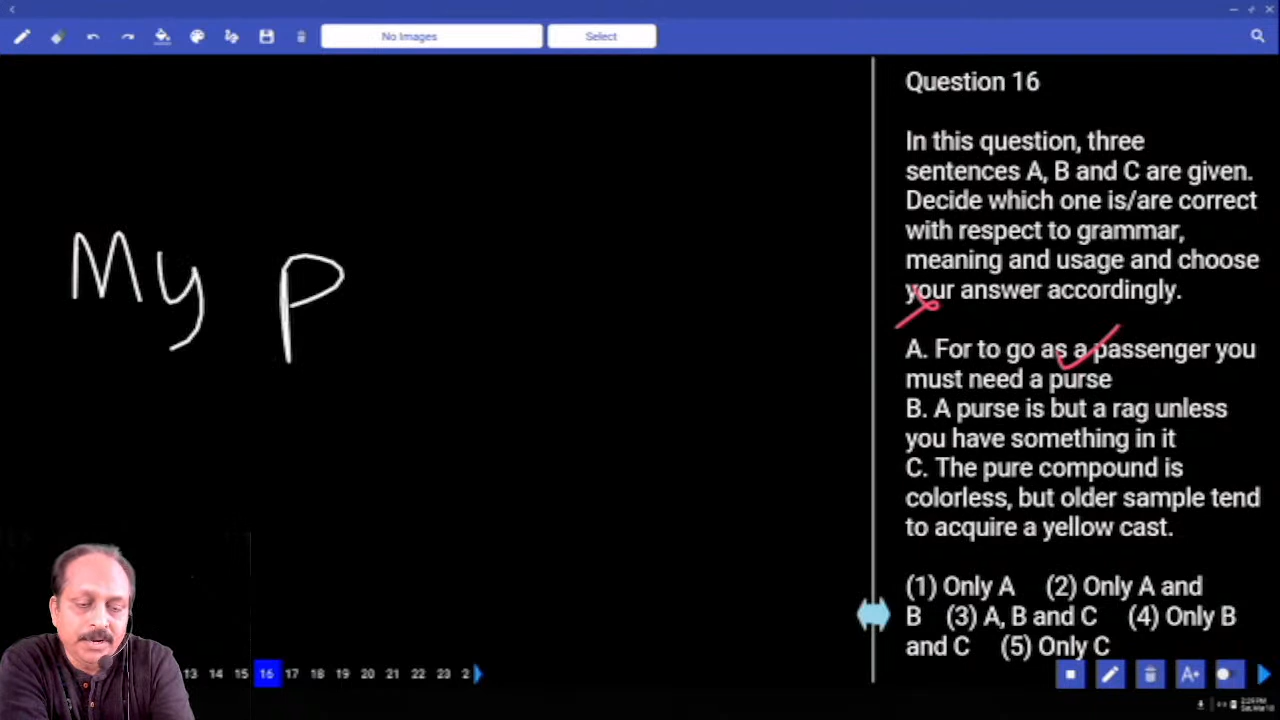 No Images
Select
Question 16
In this question, three
sentences A, B and C are given.
Decide which one is/are correct
with respect to grammar,
meaning and usage and choose
your answer accordingly.
My p
A. For to go as a passenger you
must need a purse
B. A purse is but a rag unless
you have something in it
C. The pure compound is
colorless, but older sample tend
to acquire a yellow cast.
(1) Only A (2) Only A and
B (3) A, B and C (4) Only B
and C (5) Only C
13 14 15 16 17 18 19 20 21 22 23 2
A+